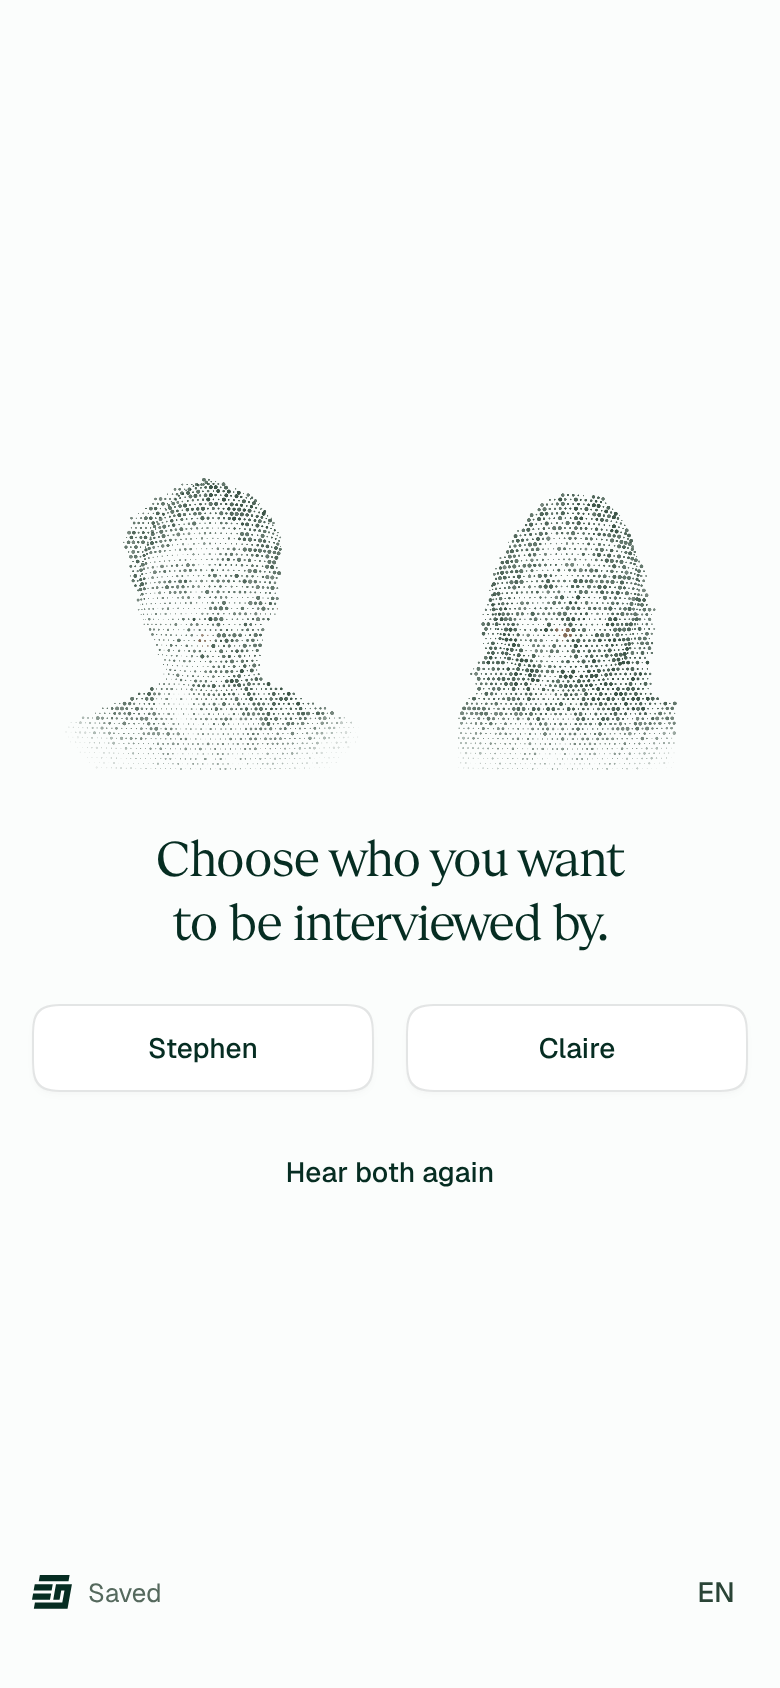 Choose who you want
to be interviewed by.
Stephen
Claire
Hear both again
Saved
EN